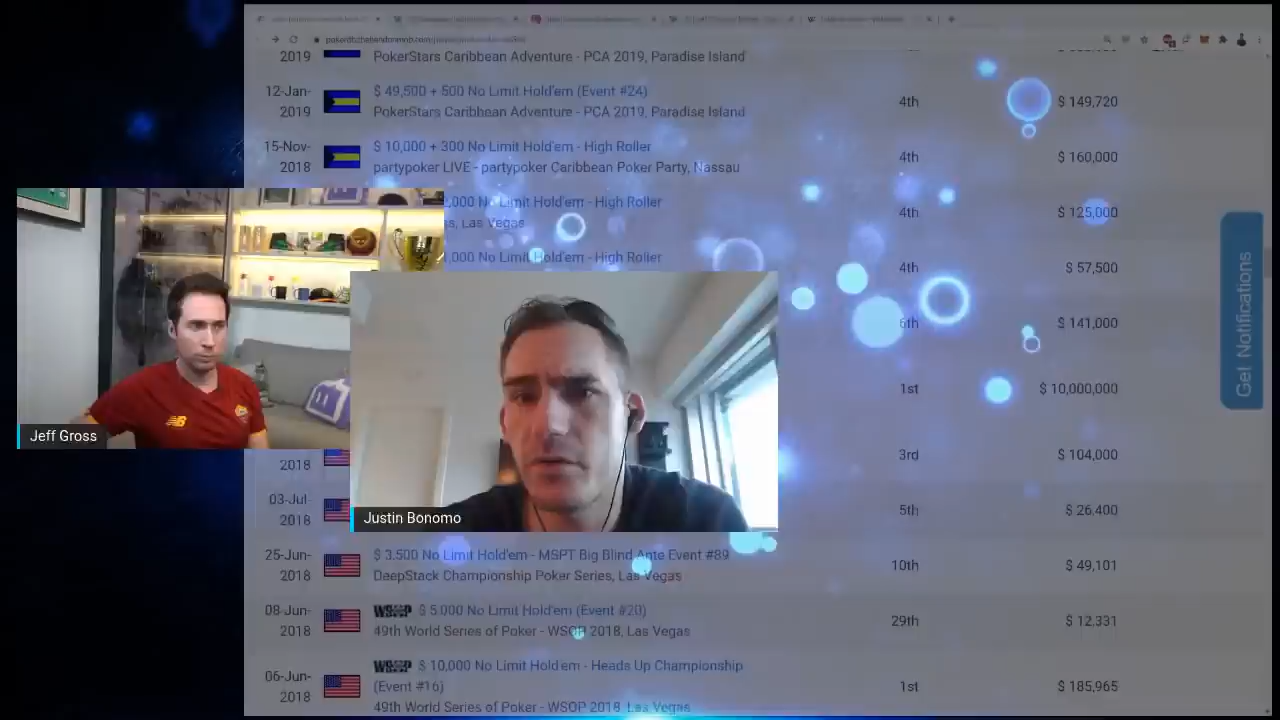 2019
PokerStars Caribbean Adventure - PCA 2019, Paradise Island
12-Jan-
2019
$ 49,500 + 500 No Limit Hold'em (Event #24)
PokerStars Caribbean Adventure - PCA 2019, Paradise Island
4th
$ 149,720
15-Nov-
2018
$ 10,000 + 300 No Limit Hold'em - High Roller
partypoker LIVE - partypoker Caribbean Poker Party, Nassau
4th
$ 160,000
,000 No Limit Hold'em - High Roller
s, Las Vegas
4th
$ 125,000
,000 No Limit Hold'em - High Roller
4th
$ 57,500
6th
$ 141,000
1st
$ 10,000,000
2018
3rd
$ 104,000
03-Jul-
2018
5th
$ 26,400
25-Jun-
2018
$ 3,500 No Limit Hold'em - MSPT Big Blind Ante Event #89
DeepStack Championship Poker Series, Las Vegas
10th
$ 49,101
08-Jun-
2018
WSOP $ 5,000 No Limit Hold'em (Event #20)
49th World Series of Poker - WSOP 2018, Las Vegas
29th
$ 12,331
06-Jun-
2018
WSOP $ 10,000 No Limit Hold'em - Heads Up Championship
(Event #16)
49th World Series of Poker - WSOP 2018, Las Vegas
1st
$ 185,965
Get Notifications
Jeff Gross
Justin Bonomo